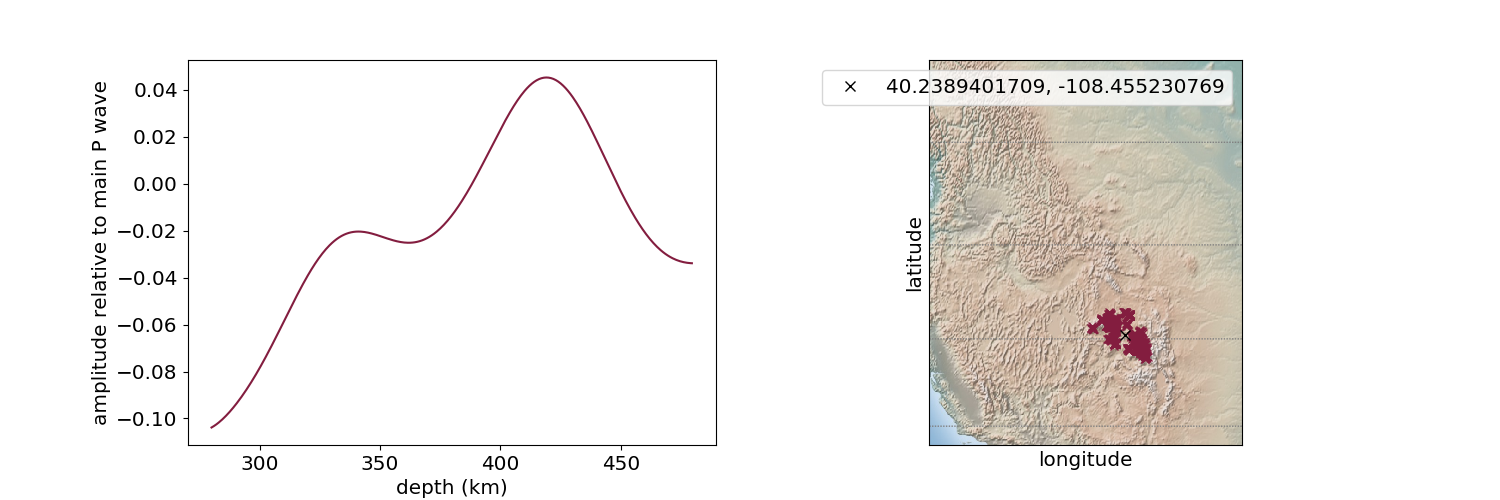 amplitude relative to main P wave
0.04
0.02
0.00
−0.02
−0.04
−0.06
−0.08
−0.10
300 350 400 450
depth (km)
40.2389401709, -108.455230769
latitude
longitude